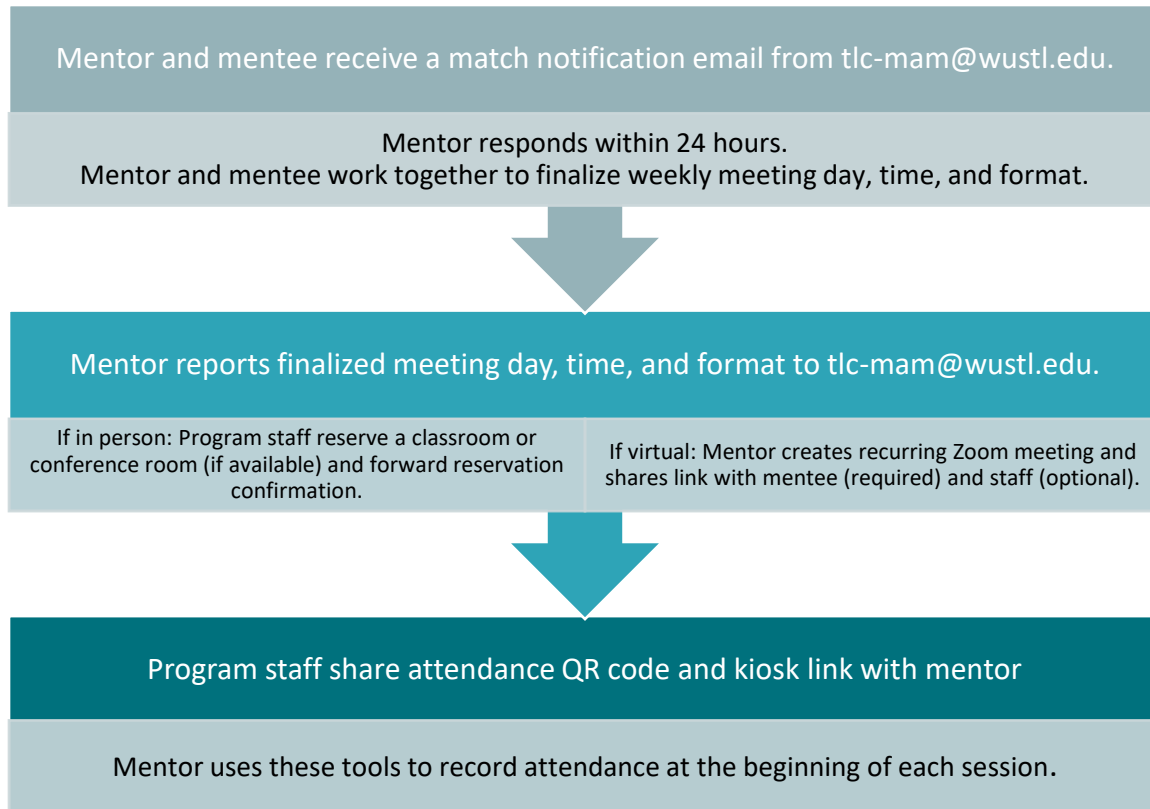 Mentor and mentee receive a match notification email from tlc-mam@wustl.edu.
Mentor responds within 24 hours.
Mentor and mentee work together to finalize weekly meeting day, time, and format.
Mentor reports finalized meeting day, time, and format to tlc-mam@wustl.edu.
If in person: Program staff reserve a classroom or
conference room (if available) and forward reservation
confirmation.
If virtual: Mentor creates recurring Zoom meeting and
shares link with mentee (required) and staff (optional).
Program staff share attendance QR code and kiosk link with mentor
Mentor uses these tools to record attendance at the beginning of each session.